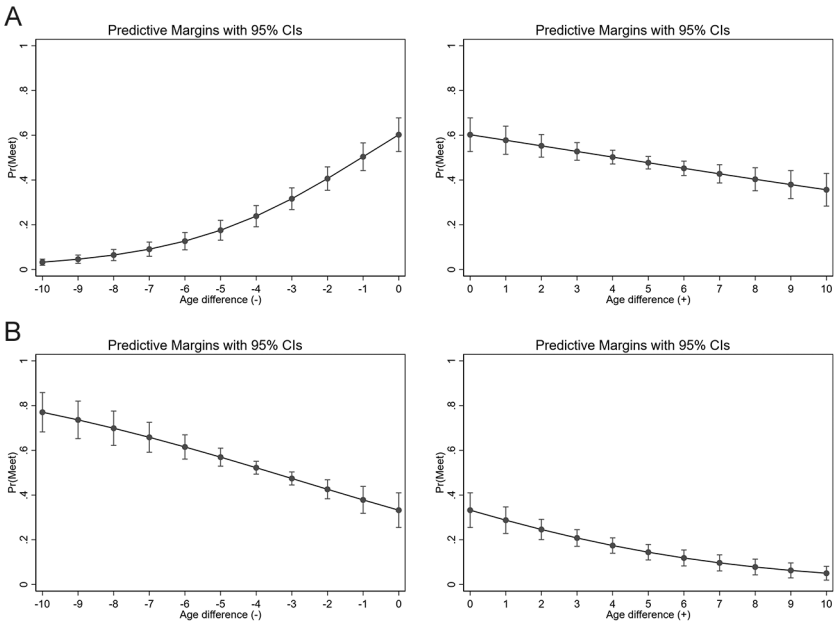 A
Predictive Margins with 95% CIs
Pr(Meet)
1
.8
.6
.4
.2
0
-10 -9 -8 -7 -6 -5 -4 -3 -2 -1 0
Age difference (-)
Predictive Margins with 95% CIs
Pr(Meet)
1
.8
.6
.4
.2
0
0 1 2 3 4 5 6 7 8 9 10
Age difference (+)
B
Predictive Margins with 95% CIs
Pr(Meet)
1
.8
.6
.4
.2
0
-10 -9 -8 -7 -6 -5 -4 -3 -2 -1 0
Age difference (-)
Predictive Margins with 95% CIs
Pr(Meet)
1
.8
.6
.4
.2
0
0 1 2 3 4 5 6 7 8 9 10
Age difference (+)